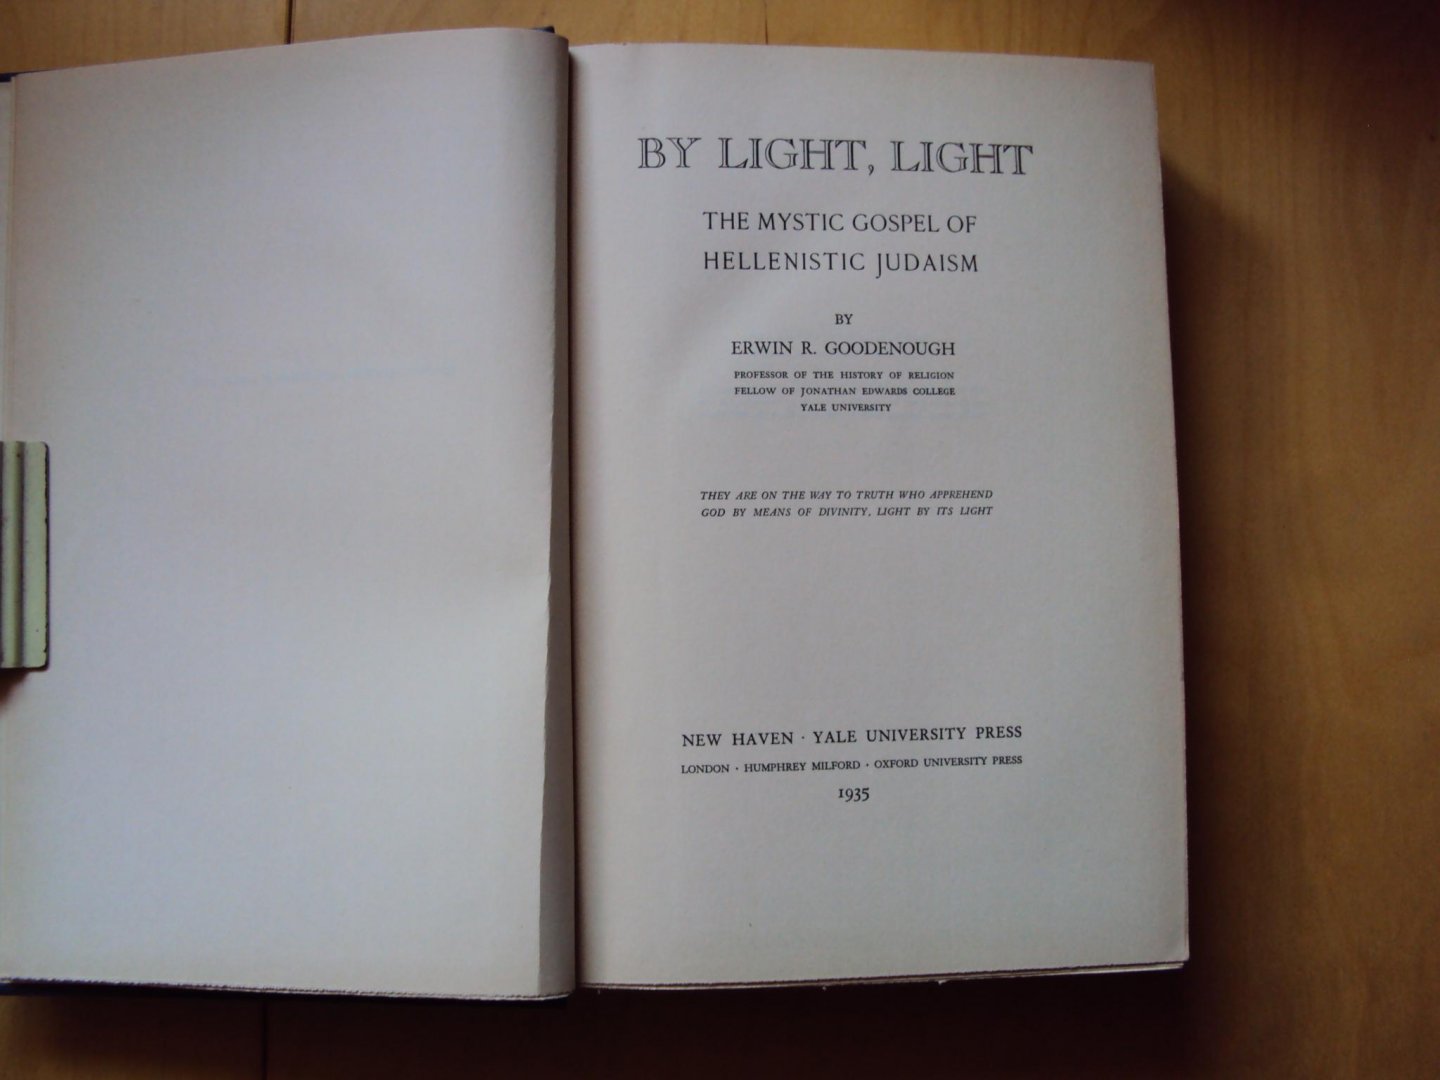 BY LIGHT, LIGHT
THE MYSTIC GOSPEL OF
HELLENISTIC JUDAISM
BY
ERWIN R. GOODENOUGH
PROFESSOR OF THE HISTORY OF RELIGION
FELLOW OF JONATHAN EDWARDS COLLEGE
YALE UNIVERSITY
THEY ARE ON THE WAY TO TRUTH WHO APPREHEND
GOD BY MEANS OF DIVINITY, LIGHT BY ITS LIGHT
NEW HAVEN · YALE UNIVERSITY PRESS
LONDON · HUMPHREY MILFORD · OXFORD UNIVERSITY PRESS
1935